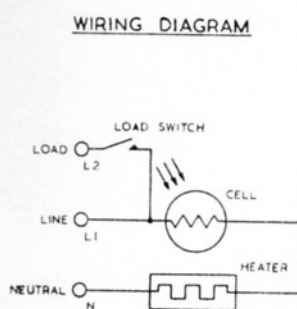 WIRING DIAGRAM
LOAD SWITCH
LOAD
L2
CELL
LINE
L1
HEATER
NEUTRAL
N